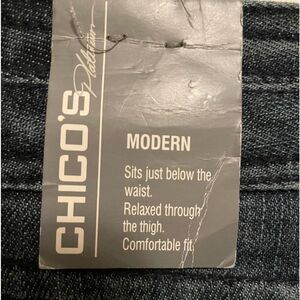 CHICO'S
Platinum
MODERN
Sits just below the
waist.
Relaxed through
the thigh.
Comfortable fit.